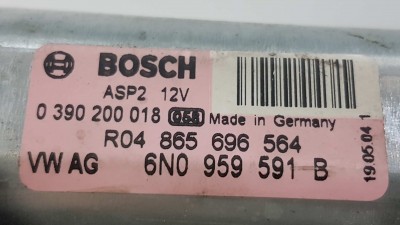 BOSCH
ASP2 12V
0 390 200 018 Made in Germany
R04 865 696 564
VW AG 6N0 959 591 B
19.05.04 1